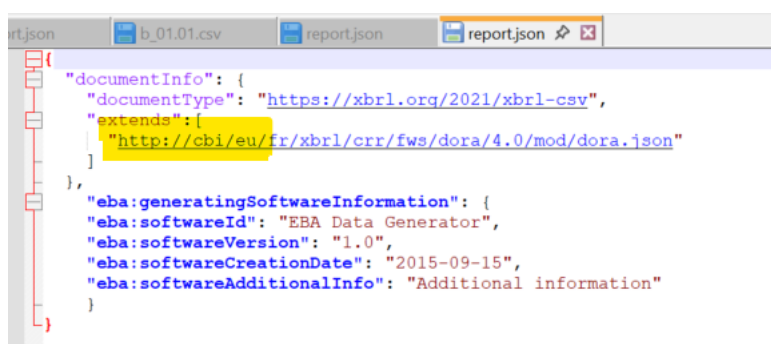 rt.json b_01.01.csv report.json report.json
{
"documentInfo": {
"documentType": "https://xbrl.org/2021/xbrl-csv",
"extends":[
"http://cbi/eu/fr/xbrl/crr/fws/dora/4.0/mod/dora.json"
]
},
"eba:generatingSoftwareInformation": {
"eba:softwareId": "EBA Data Generator",
"eba:softwareVersion": "1.0",
"eba:softwareCreationDate": "2015-09-15",
"eba:softwareAdditionalInfo": "Additional information"
}
}